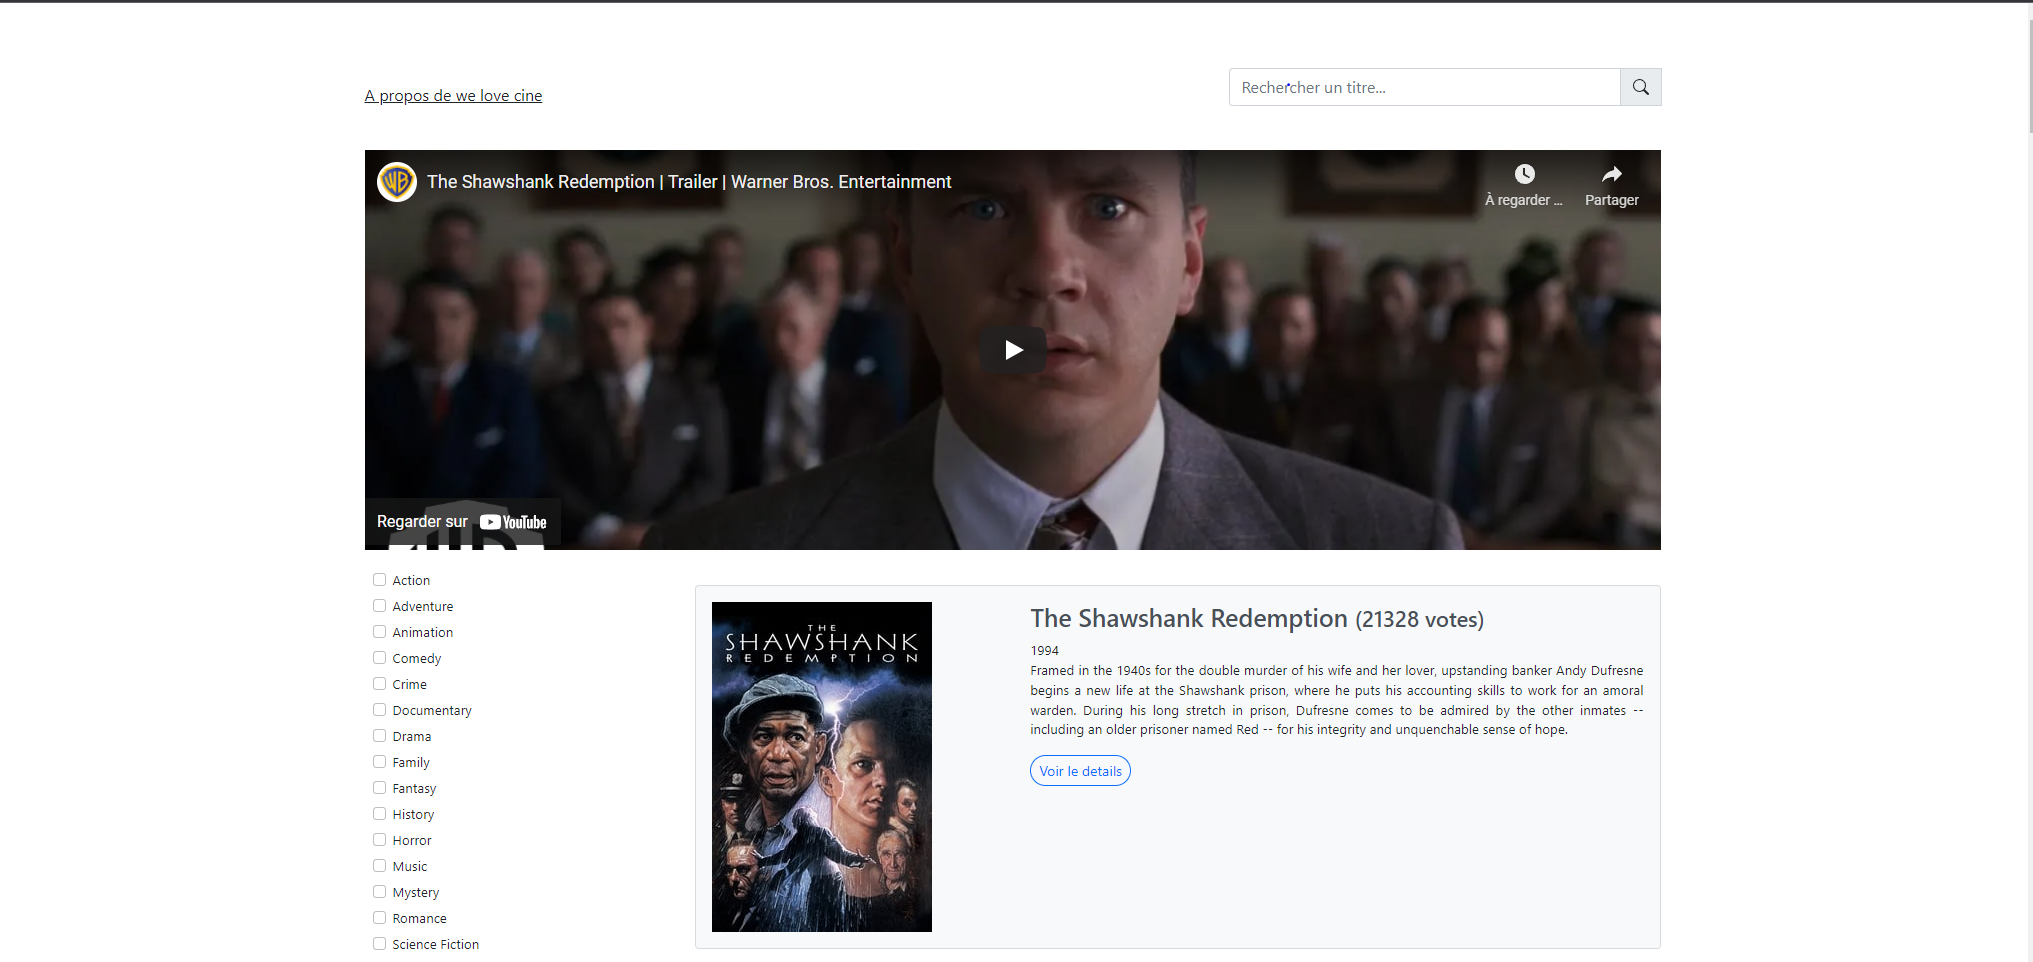 A propos de we love cine
Rechercher un titre...
The Shawshank Redemption | Trailer | Warner Bros. Entertainment
À regarder ...
Partager
Regarder sur YouTube
Action
Adventure
Animation
Comedy
Crime
Documentary
Drama
Family
Fantasy
History
Horror
Music
Mystery
Romance
Science Fiction
THE
SHAWSHANK
REDEMPTION
The Shawshank Redemption (21328 votes)
1994
Framed in the 1940s for the double murder of his wife and her lover, upstanding banker Andy Dufresne
begins a new life at the Shawshank prison, where he puts his accounting skills to work for an amoral
warden. During his long stretch in prison, Dufresne comes to be admired by the other inmates --
including an older prisoner named Red -- for his integrity and unquenchable sense of hope.
Voir le details